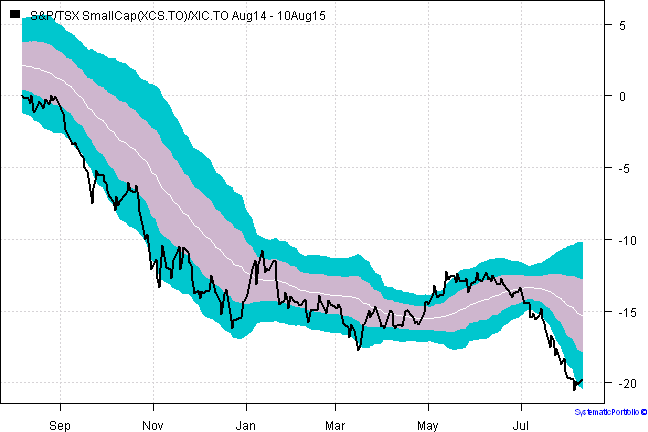 S&P/TSX SmallCap(XCS.TO)/XIC.TO Aug14 - 10Aug15
5
0
-5
-10
-15
-20
Sep Nov Jan Mar May Jul
SystematicPortfolio ©